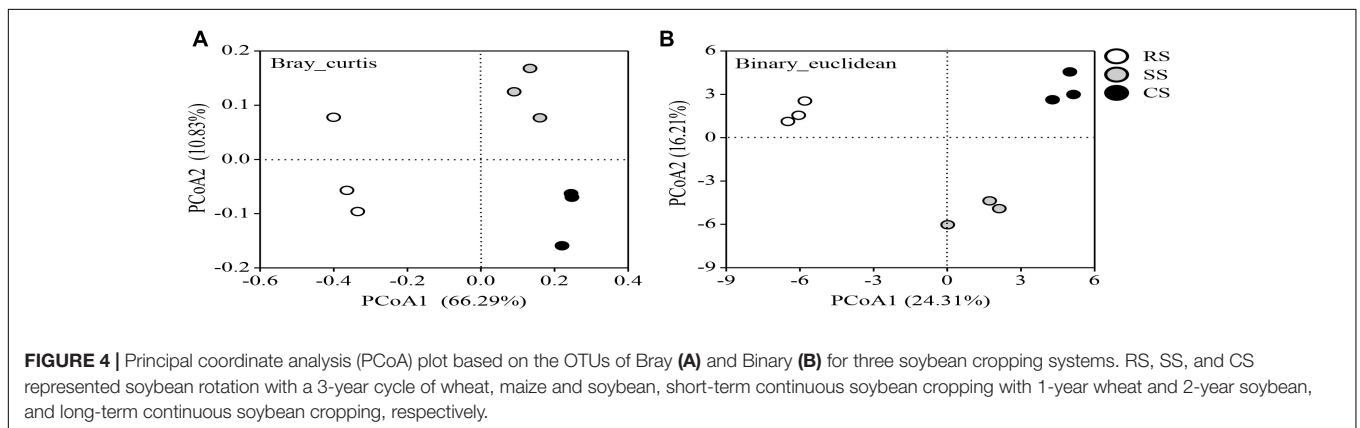 A
B
0.2
0.1
0.0
-0.1
-0.2
PCoA2 (10.83%)
Bray_curtis
-0.6
-0.4
-0.2
0.0
0.2
0.4
PCoA1 (66.29%)
6
3
0
-3
-6
-9
PCoA2 (16.21%)
Binary_euclidean
-9
-6
-3
0
3
6
PCoA1 (24.31%)
RS
SS
CS
FIGURE 4 | Principal coordinate analysis (PCoA) plot based on the OTUs of Bray (A) and Binary (B) for three soybean cropping systems. RS, SS, and CS
represented soybean rotation with a 3-year cycle of wheat, maize and soybean, short-term continuous soybean cropping with 1-year wheat and 2-year soybean,
and long-term continuous soybean cropping, respectively.